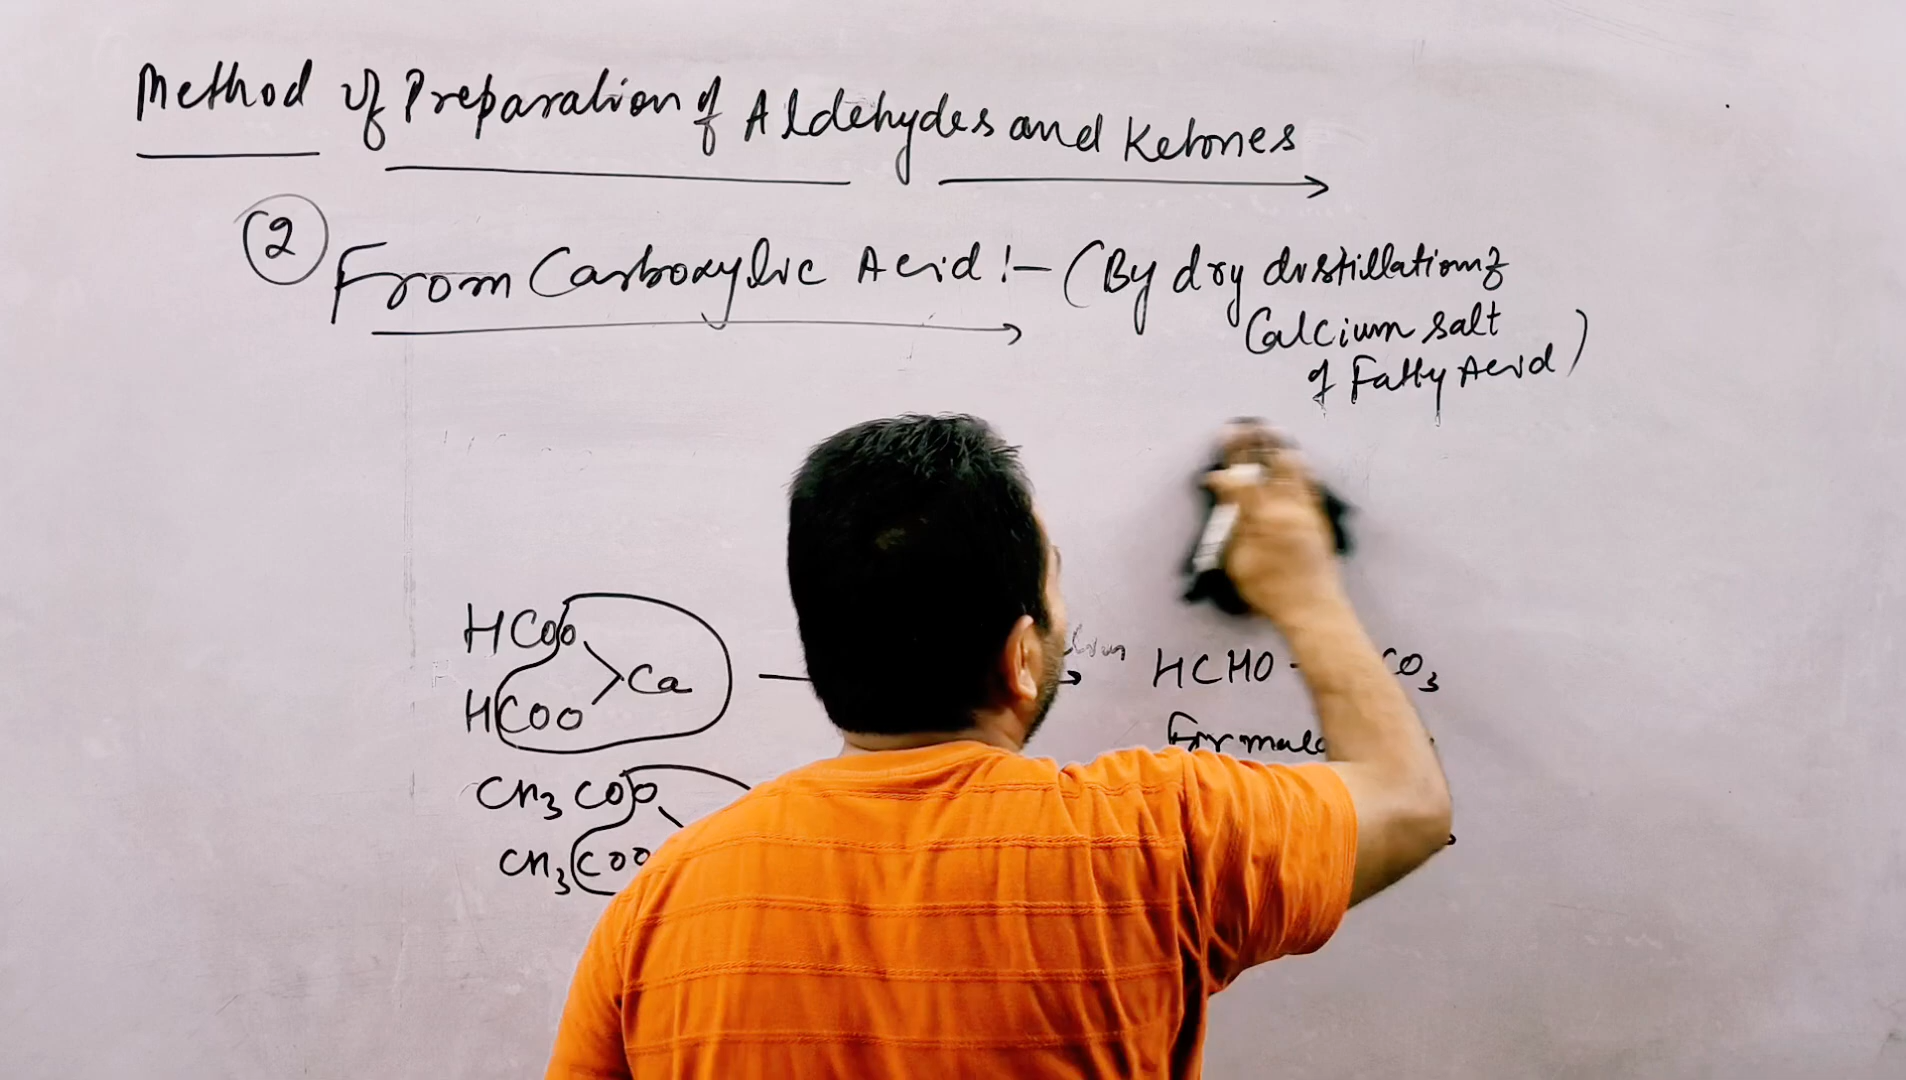 Method of Preparation of Aldehydes and Ketones
2
From Carboxylic Acid :- (By dry distillation of
Calcium salt
of Fatty Acid)
HCOO
Ca
HCOO
HCHO
CO3
CH3COO
CH3COO